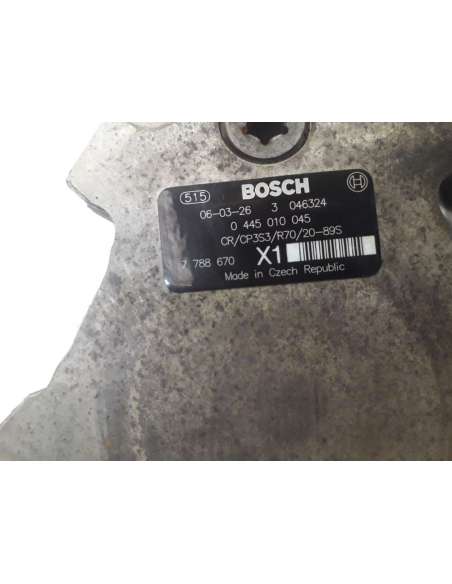 515 BOSCH
06-03-26 3 046324
0 445 010 045
CR/CP3S3/R70/20-89S
7 788 670 X1
Made in Czech Republic